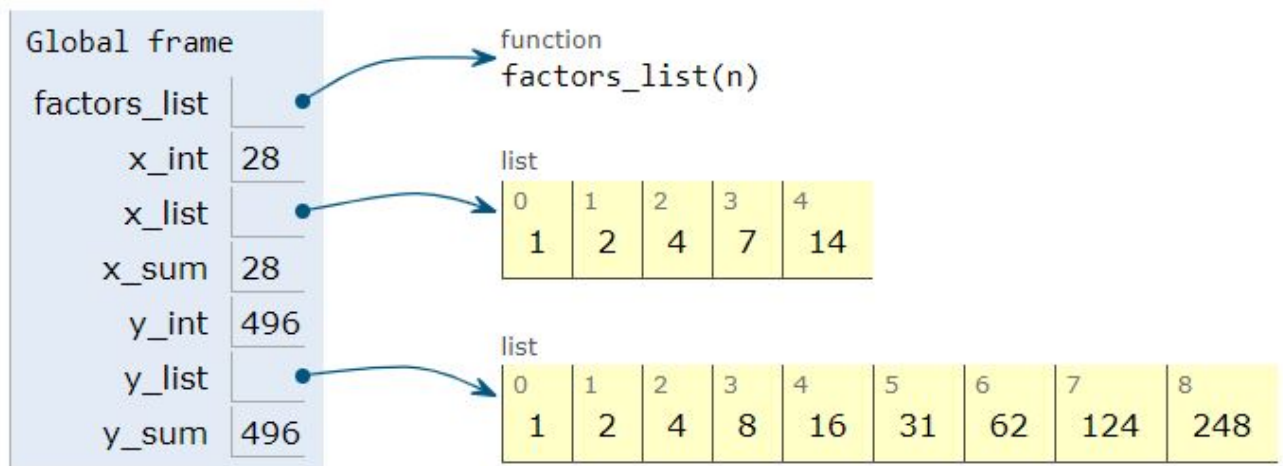 Global frame
factors_list
x_int 28
x_list
x_sum 28
y_int 496
y_list
y_sum 496
function
factors_list(n)
list
0 1 2 3 4
1 2 4 7 14
list
0 1 2 3 4 5 6 7 8
1 2 4 8 16 31 62 124 248